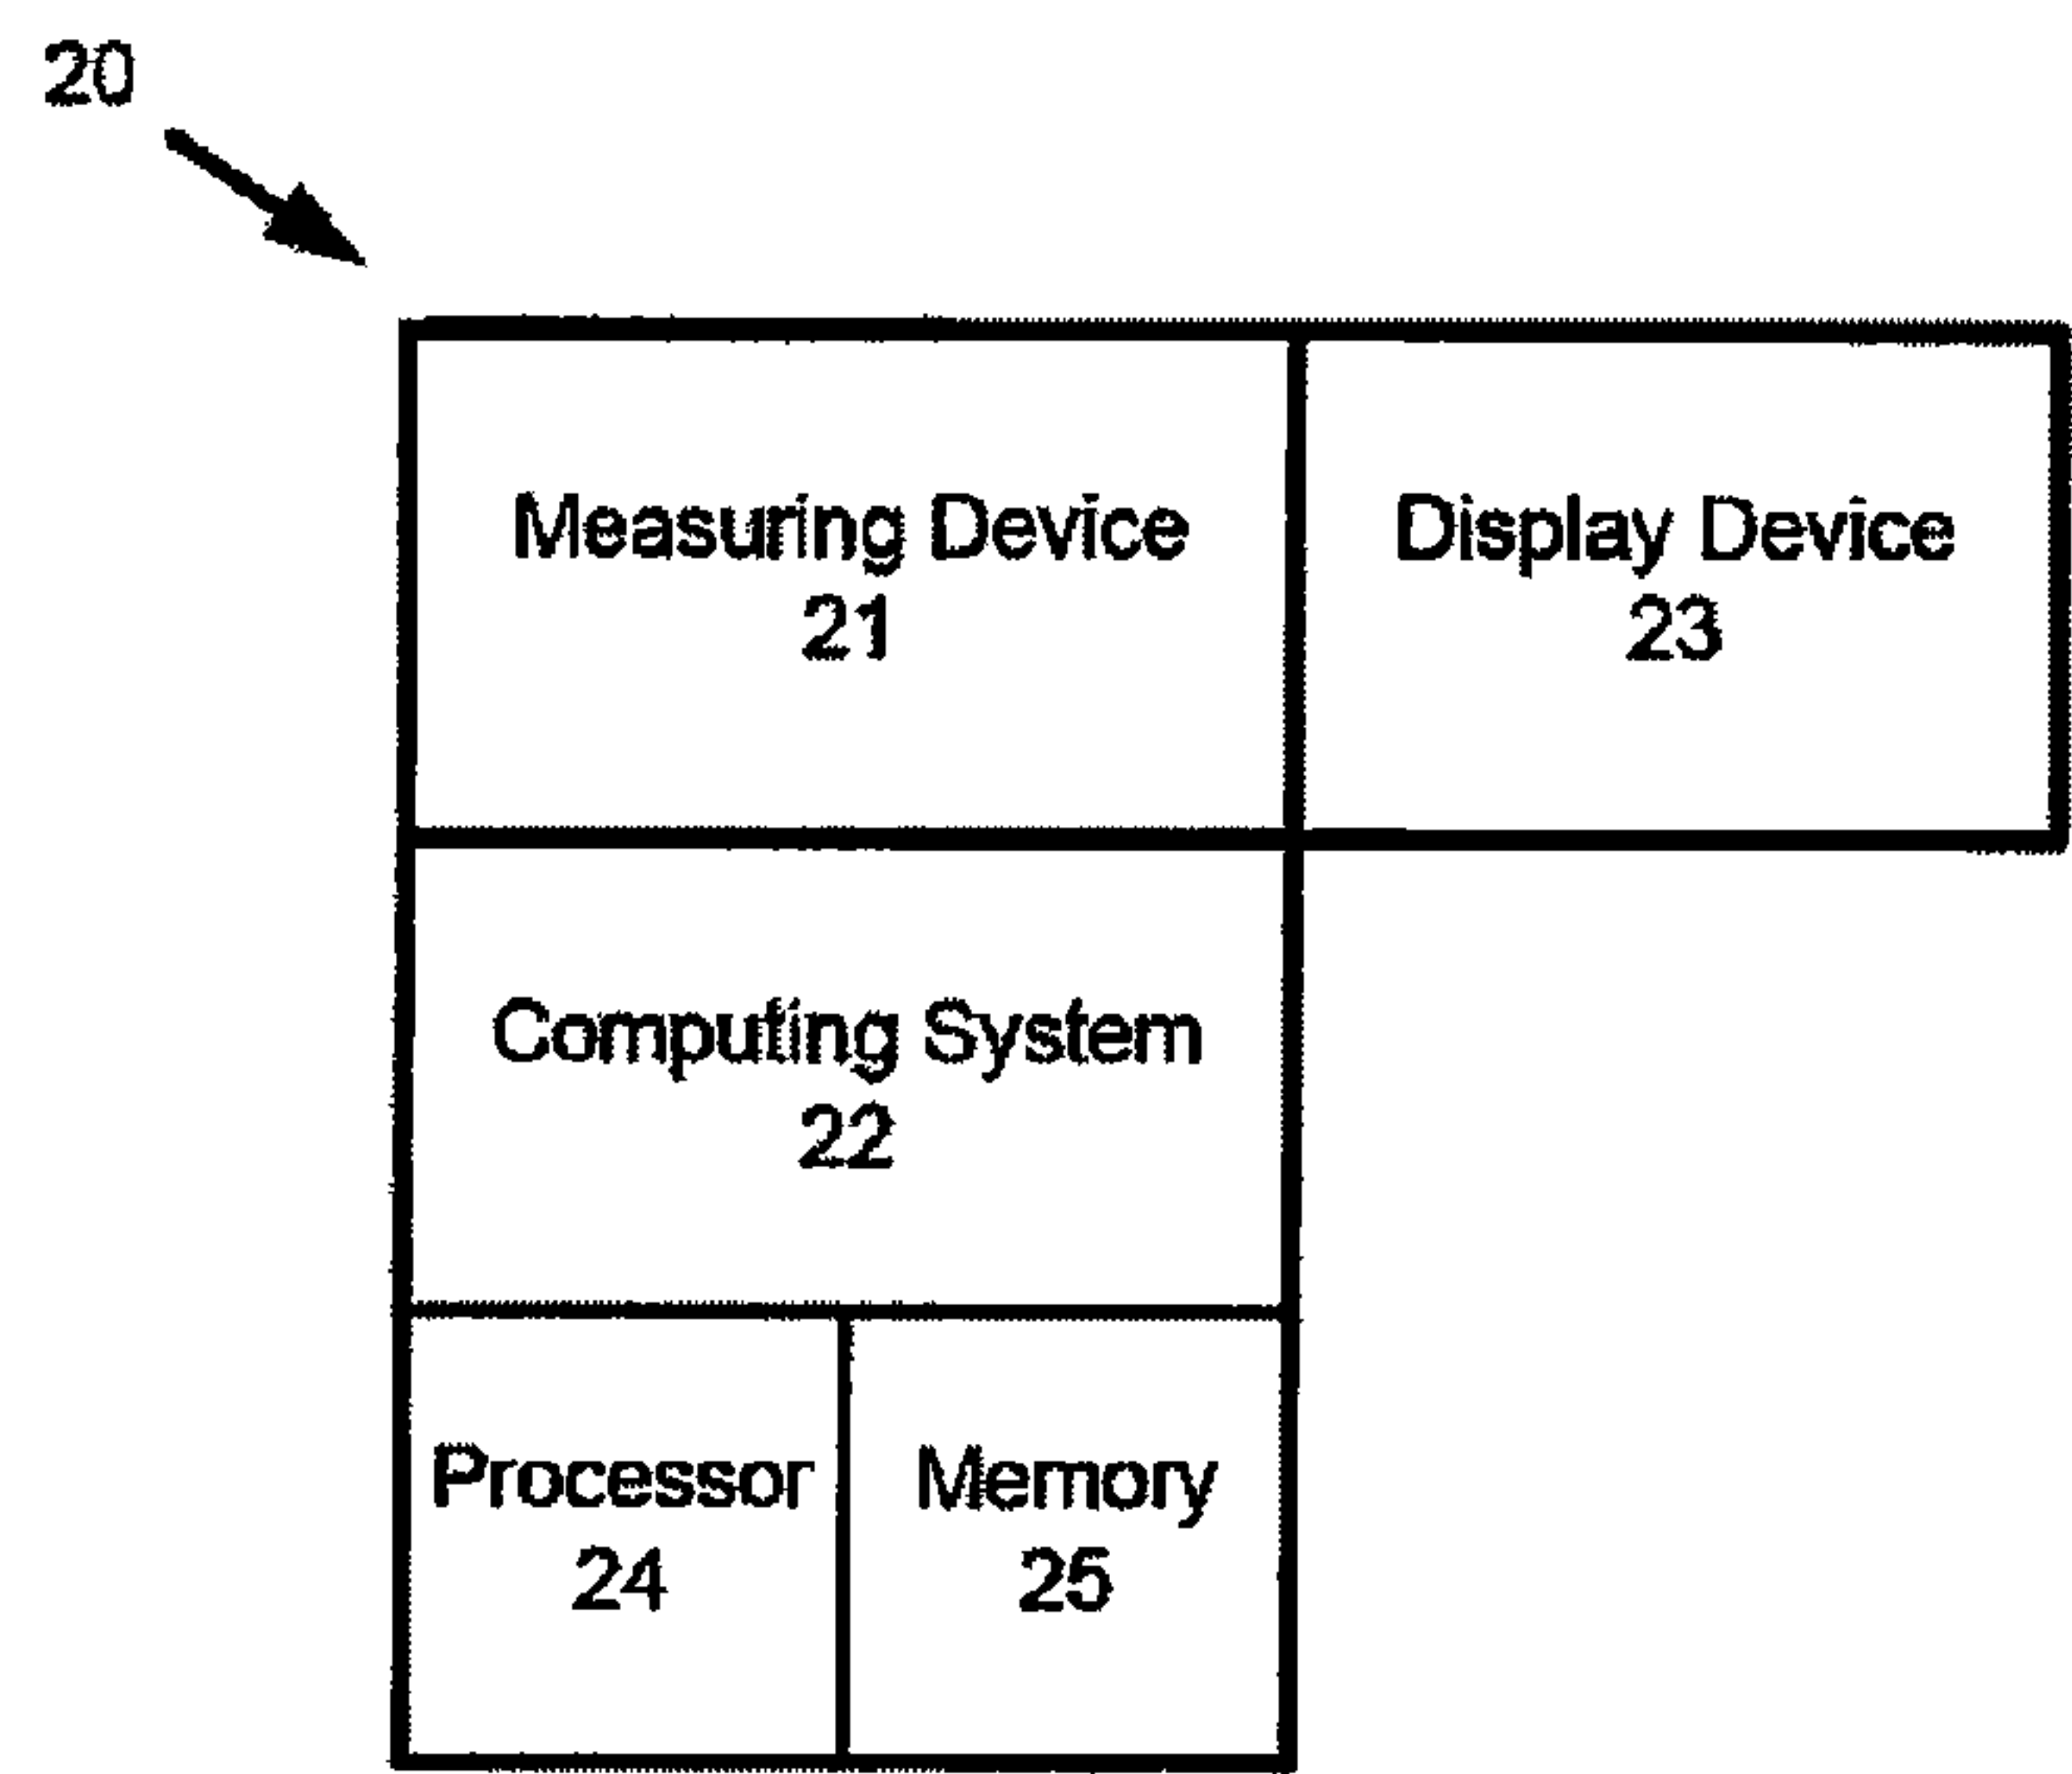 20
Measuring Device
21
Display Device
23
Computing System
22
Processor
24
Memory
25